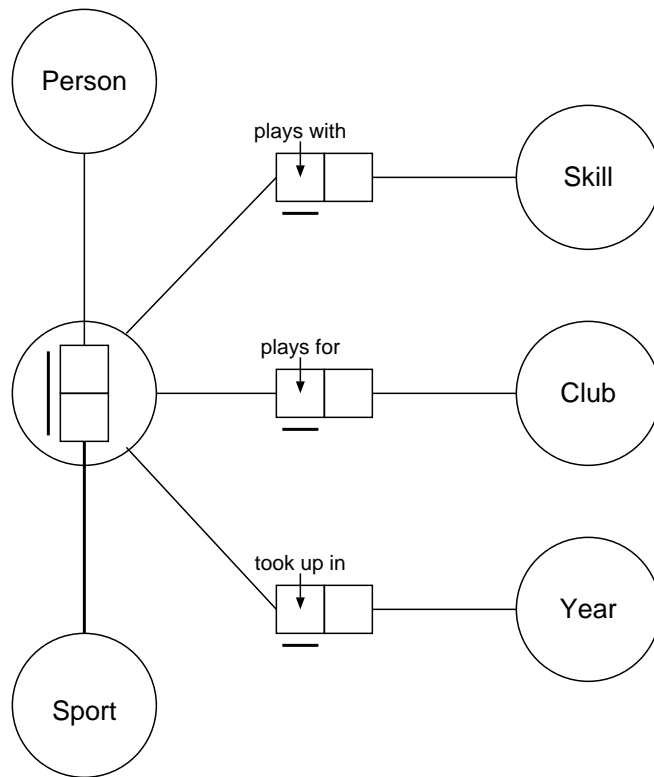 Person
plays with
Skill
plays for
Club
took up in
Year
Sport